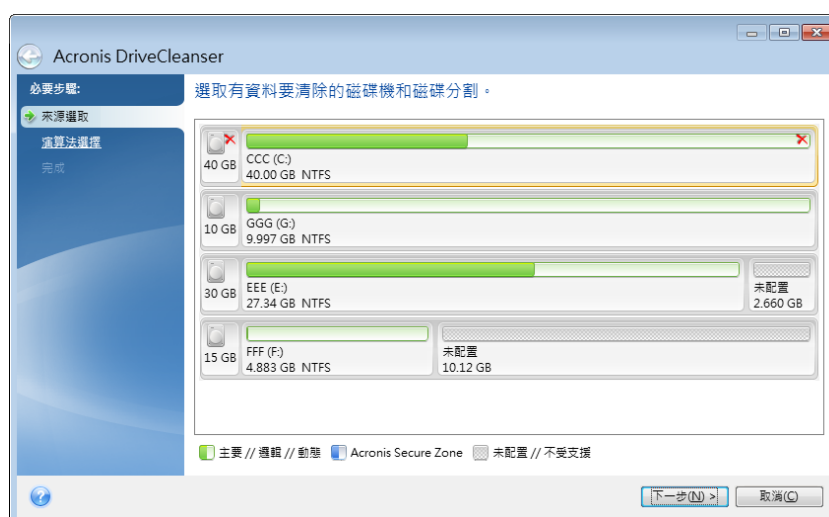 Acronis DriveCleanser
必要步驟:
來源選取
演算法選擇
完成
選取有資料要清除的磁碟機和磁碟分割。
40 GB
CCC (C:)
40.00 GB NTFS
10 GB
GGG (G:)
9.997 GB NTFS
30 GB
EEE (E:)
27.34 GB NTFS
未配置
2.660 GB
15 GB
FFF (F:)
4.883 GB NTFS
未配置
10.12 GB
主要 // 邏輯 // 動態 Acronis Secure Zone 未配置 // 不受支援
下一步(N) > 取消(C)